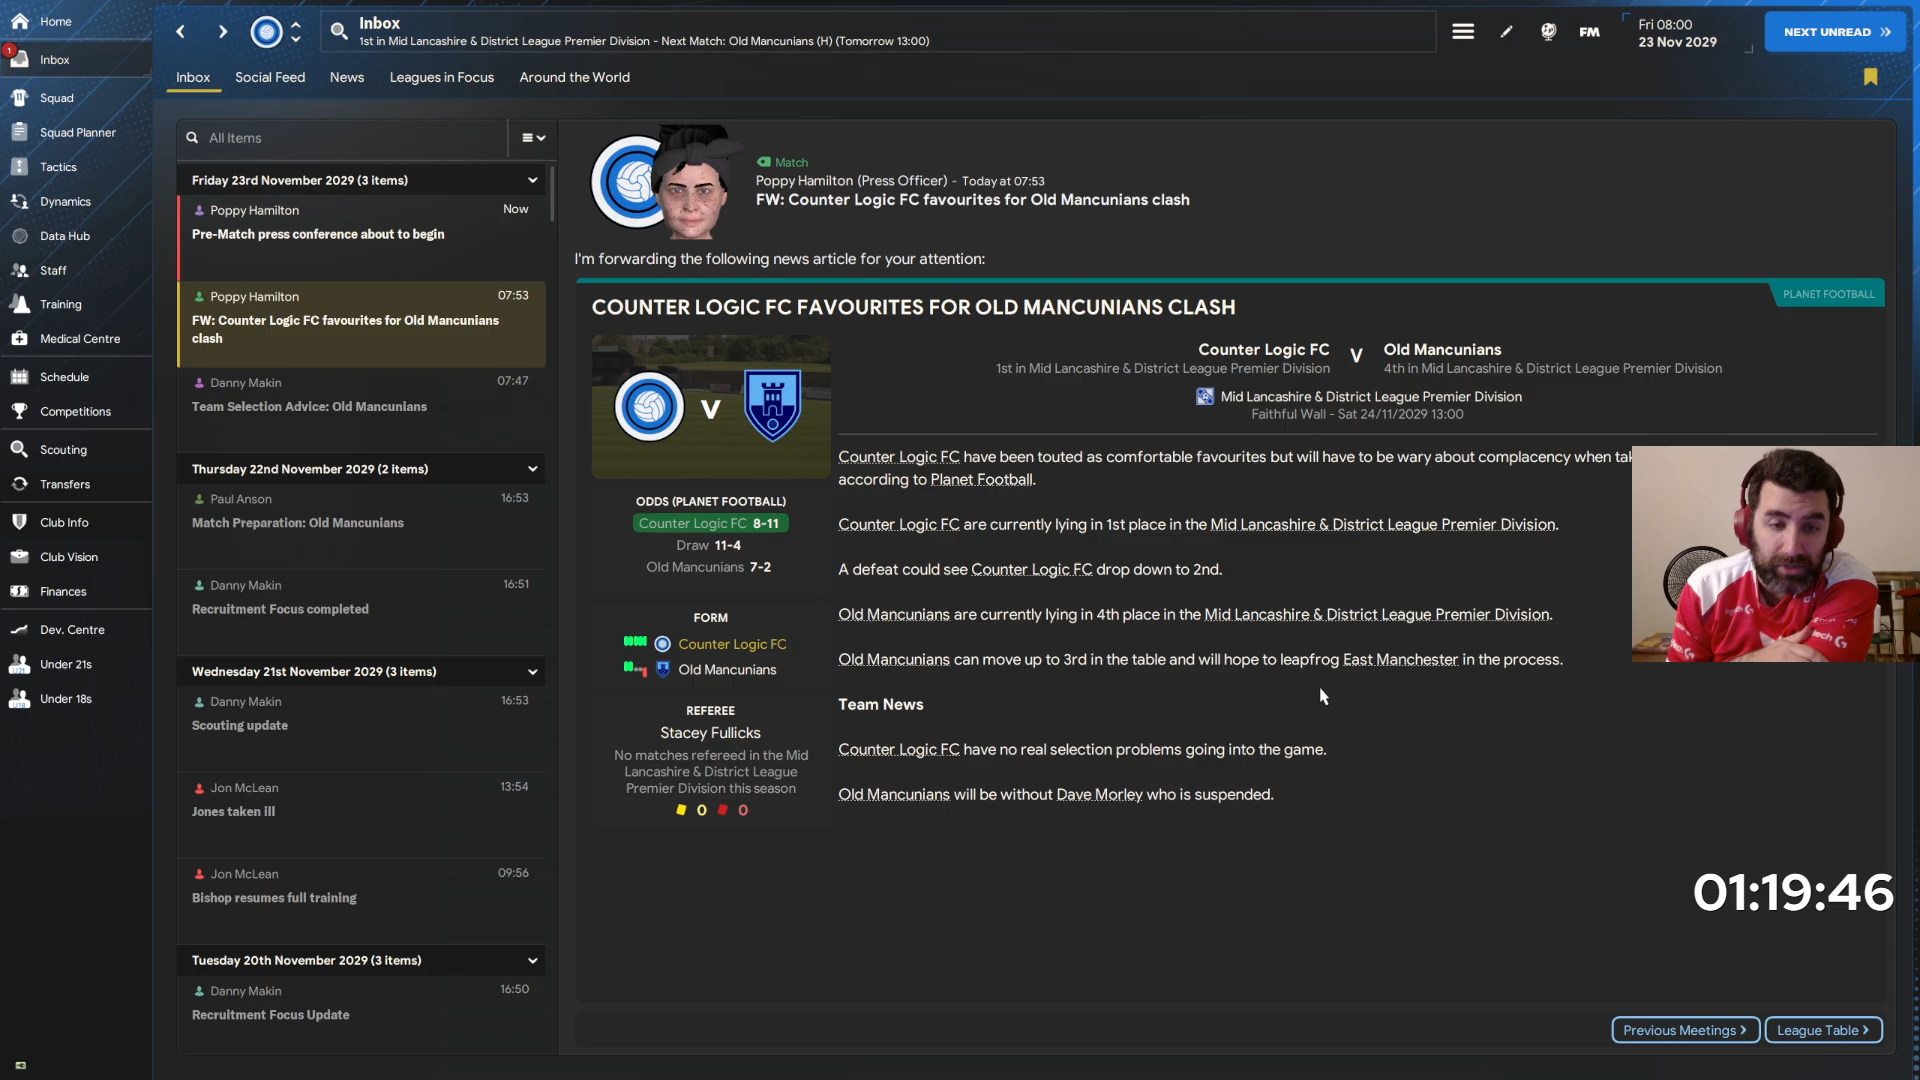 Home
1
Inbox
Squad
Squad Planner
Tactics
Dynamics
Data Hub
Staff
Training
Medical Centre
Schedule
Competitions
Scouting
Transfers
Club Info
Club Vision
Finances
Dev. Centre
Under 21s
Under 18s
Inbox
1st in Mid Lancashire & District League Premier Division - Next Match: Old Mancunians (H) (Tomorrow 13:00)
FM
Fri 08:00
23 Nov 2029
NEXT UNREAD
Inbox Social Feed News Leagues in Focus Around the World
All Items
Friday 23rd November 2029 (3 items)
Poppy Hamilton Now
Pre-Match press conference about to begin
Poppy Hamilton 07:53
FW: Counter Logic FC favourites for Old Mancunians
clash
Danny Makin 07:47
Team Selection Advice: Old Mancunians
Thursday 22nd November 2029 (2 items)
Paul Anson 16:53
Match Preparation: Old Mancunians
Danny Makin 16:51
Recruitment Focus completed
Wednesday 21st November 2029 (3 items)
Danny Makin 16:53
Scouting update
Jon McLean 13:54
Jones taken ill
Jon McLean 09:56
Bishop resumes full training
Tuesday 20th November 2029 (3 items)
Danny Makin 16:50
Recruitment Focus Update
Match
Poppy Hamilton (Press Officer) - Today at 07:53
FW: Counter Logic FC favourites for Old Mancunians clash
I'm forwarding the following news article for your attention:
PLANET FOOTBALL
COUNTER LOGIC FC FAVOURITES FOR OLD MANCUNIANS CLASH
V
Counter Logic FC V Old Mancunians
1st in Mid Lancashire & District League Premier Division 4th in Mid Lancashire & District League Premier Division
Mid Lancashire & District League Premier Division
Faithful Wall - Sat 24/11/2029 13:00
ODDS (PLANET FOOTBALL)
Counter Logic FC 8-11
Draw 11-4
Old Mancunians 7-2
FORM
Counter Logic FC
Old Mancunians
REFEREE
Stacey Fullicks
No matches refereed in the Mid
Lancashire & District League
Premier Division this season
0 0
Counter Logic FC have been touted as comfortable favourites but will have to be wary about complacency when
according to Planet Football.
Counter Logic FC are currently lying in 1st place in the Mid Lancashire & District League Premier Division.
A defeat could see Counter Logic FC drop down to 2nd.
Old Mancunians are currently lying in 4th place in the Mid Lancashire & District League Premier Division.
Old Mancunians can move up to 3rd in the table and will hope to leapfrog East Manchester in the process.
Team News
Counter Logic FC have no real selection problems going into the game.
Old Mancunians will be without Dave Morley who is suspended.
01:19:46
Previous Meetings
League Table